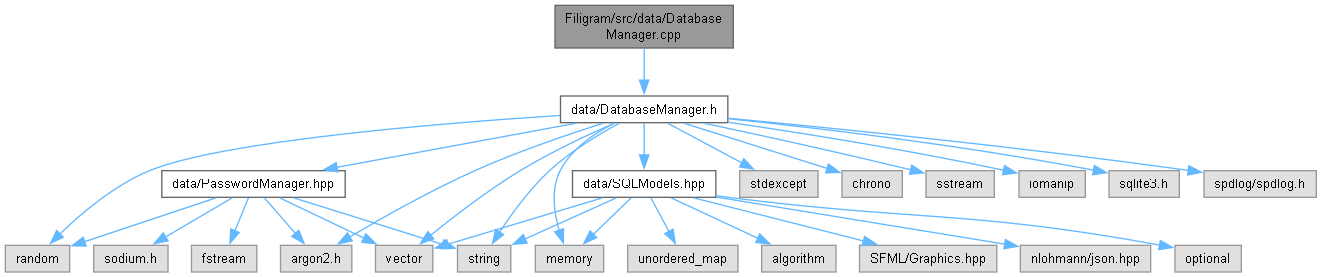 Filigram/src/data/Database
Manager.cpp
data/DatabaseManager.h
data/PasswordManager.hpp
data/SQLModels.hpp
stdexcept
chrono
sstream
iomanip
sqlite3.h
spdlog/spdlog.h
random
sodium.h
fstream
argon2.h
vector
string
memory
unordered_map
algorithm
SFML/Graphics.hpp
nlohmann/json.hpp
optional